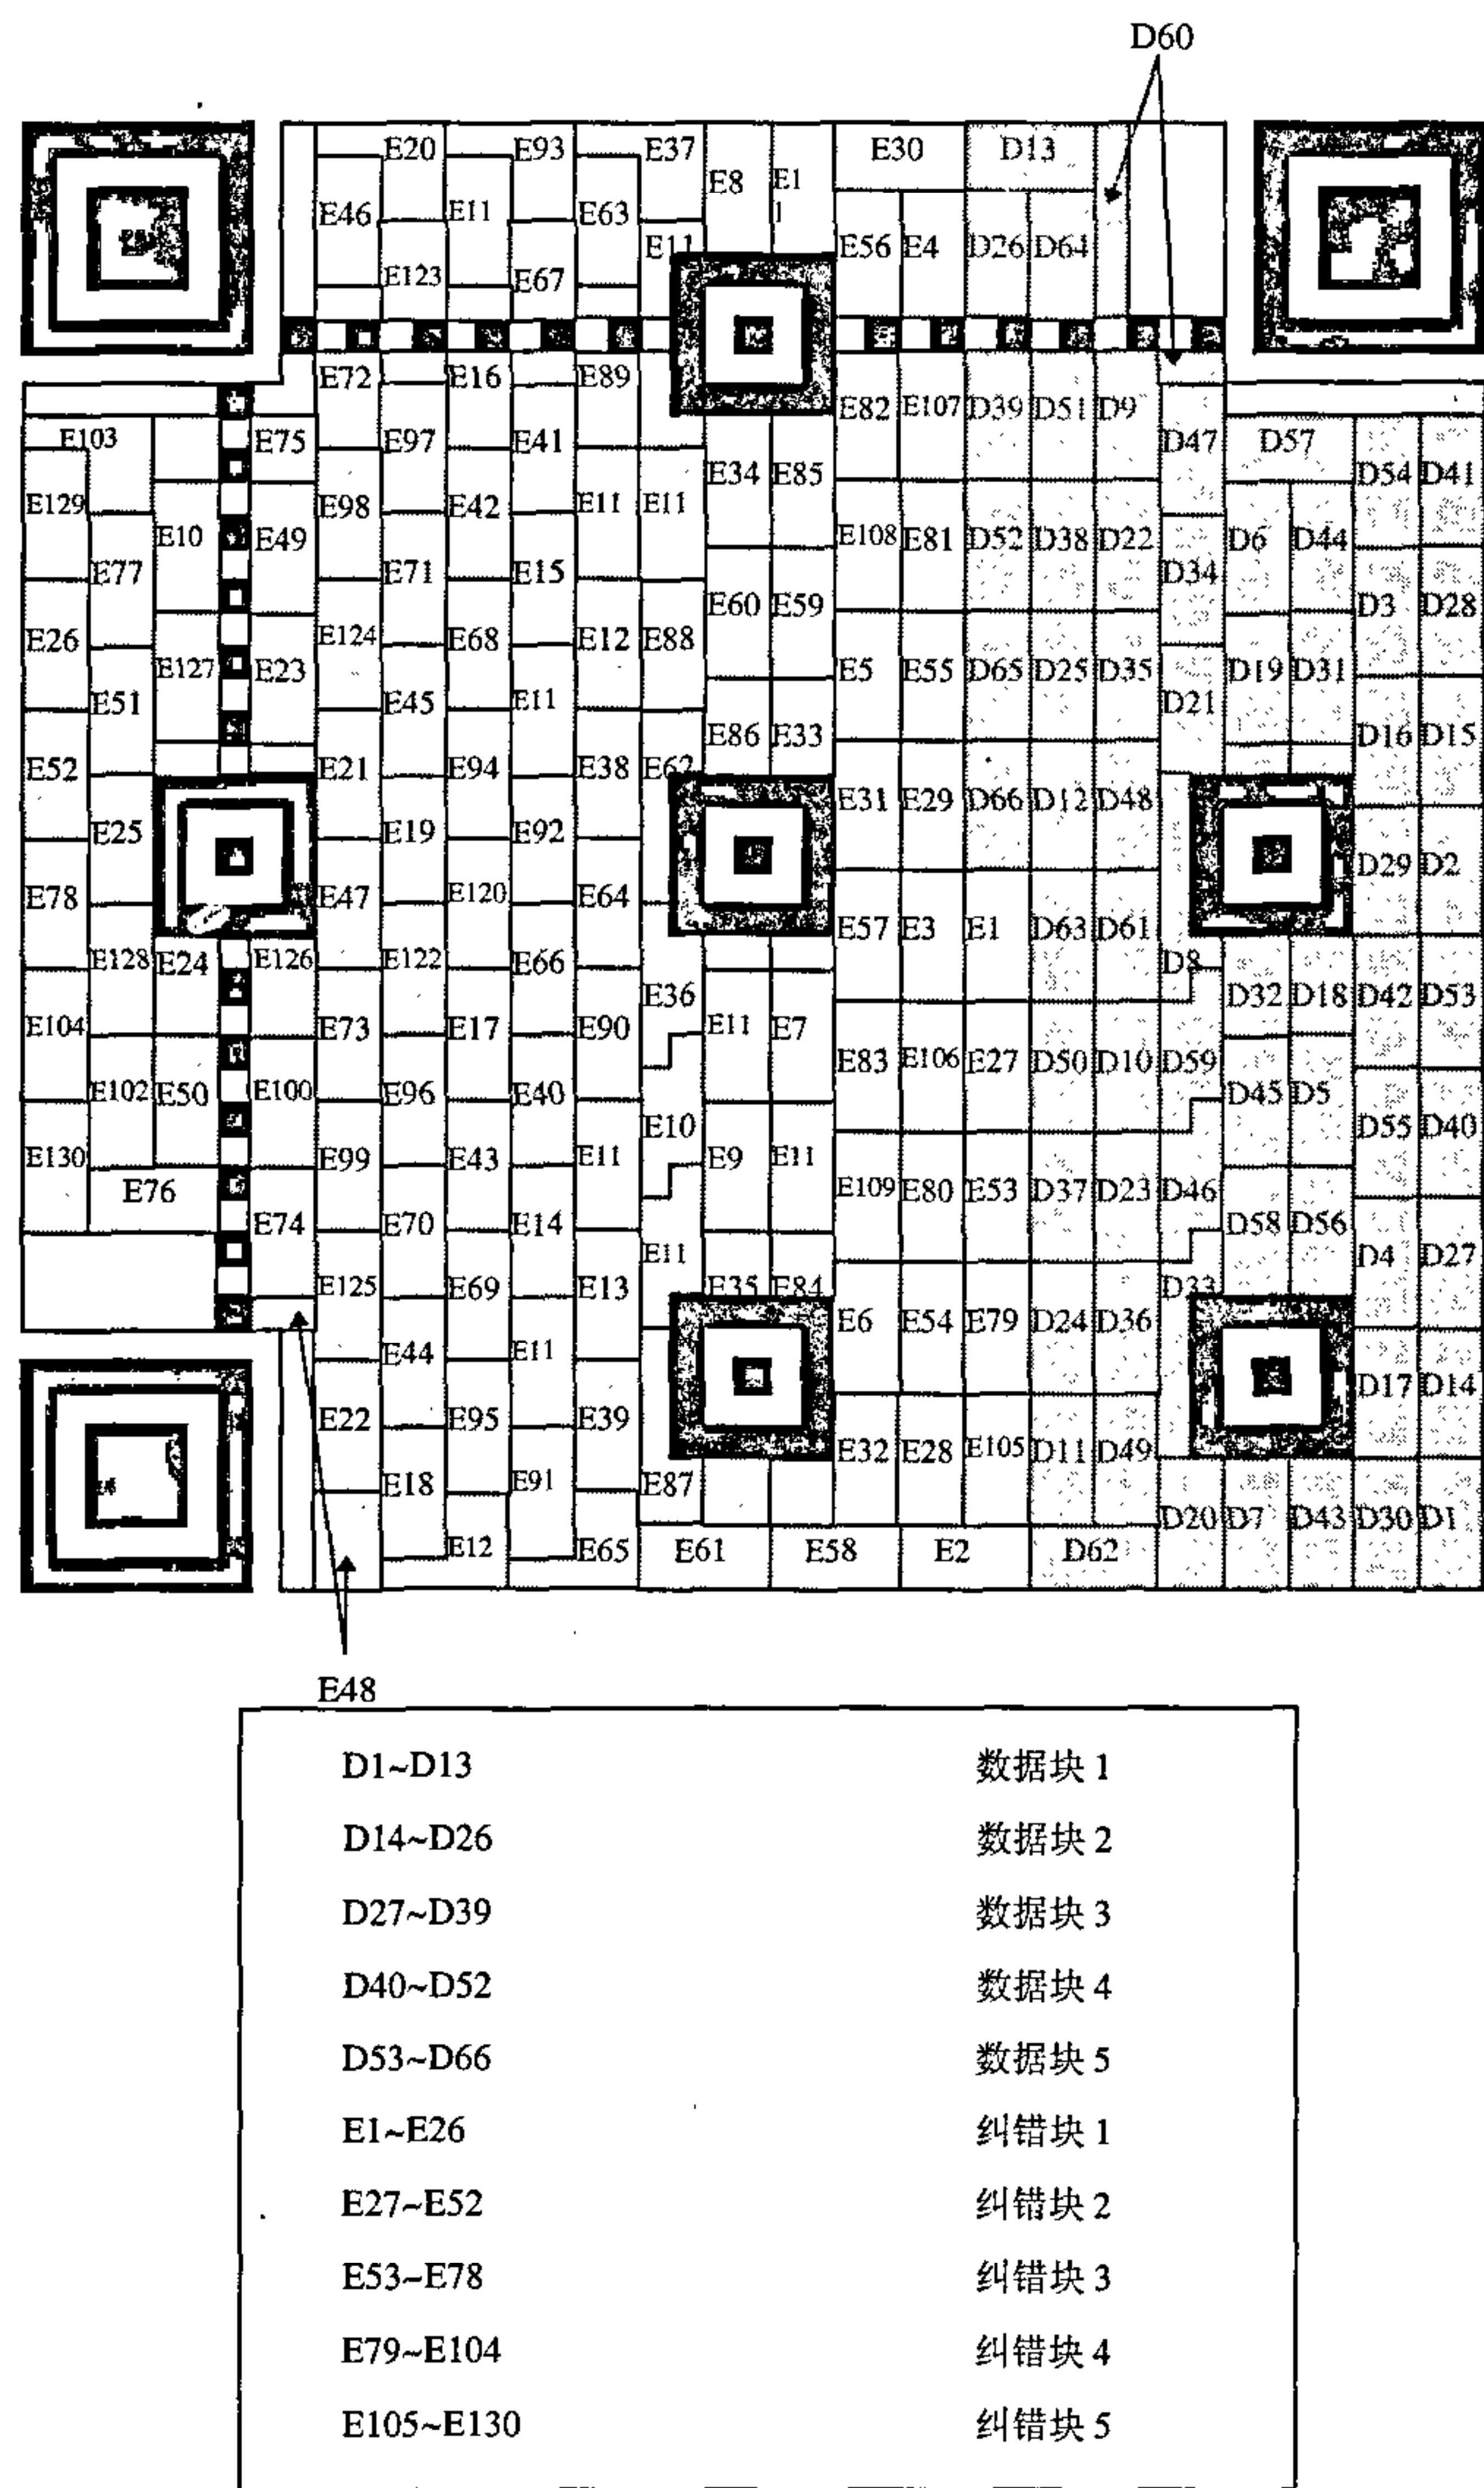 D60
E20 E93 E37 E30 D13
E8 E1
1
E46 E11 E63
E11 E56 E4 D26 D64
E123 E67
E72 E16 E89
E82 E107 D39 D51 D9
E103 E75 E97 E41 D47 D57
E34 E85 D54 D41
E129 E98 E42 E11 E11
E10 E49 E108 E81 D52 D38 D22 D6 D44
E77 E71 E15 D34
E60 E59 D3 D28
E26 E124 E68 E12 E88
E127 E23 E5 E55 D65 D25 D35 D19 D31
E51 E45 E11 D21
E86 E33 D16 D15
E52 E21 E94 E38 E62
E31 E29 D66 D12 D48
E25 E19 E92
D29 D2
E78 E47 E120 E64
E57 E3 E1 D63 D61
E128 E24 E126 E122 E66 D8
E36 D32 D18 D42 D53
E104 E73 E17 E90 E11 E7
E83 E106 E27 D50 D10 D59
E102 E50 E100 E96 E40 D45 D5
E10 D55 D40
E130 E99 E43 E11 E9 E11
E76 E109 E80 E53 D37 D23 D46
E74 E70 E14 D58 D56
E11 D4 D27
E125 E69 E13 E35 E84 D33
E6 E54 E79 D24 D36
E44 E11
D17 D14
E22 E95 E39
E32 E28 E105 D11 D49
E18 E91 E87
D20 D7 D43 D30 D1
E12 E65 E61 E58 E2 D62
E48
D1~D13 数据块 1
D14~D26 数据块 2
D27~D39 数据块 3
D40~D52 数据块 4
D53~D66 数据块 5
E1~E26 纠错块 1
E27~E52 纠错块 2
E53~E78 纠错块 3
E79~E104 纠错块 4
E105~E130 纠错块 5